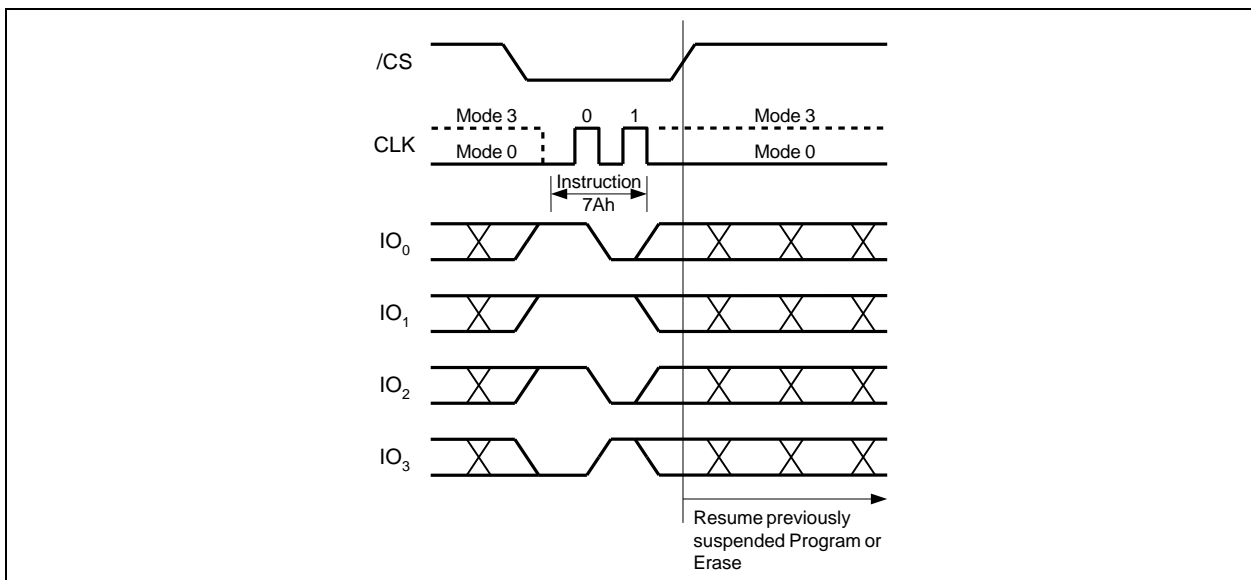 /CS
Mode 3 0 1 Mode 3
CLK
Mode 0 Mode 0
Instruction
7Ah
IO0
IO1
IO2
IO3
Resume previously
suspended Program or
Erase